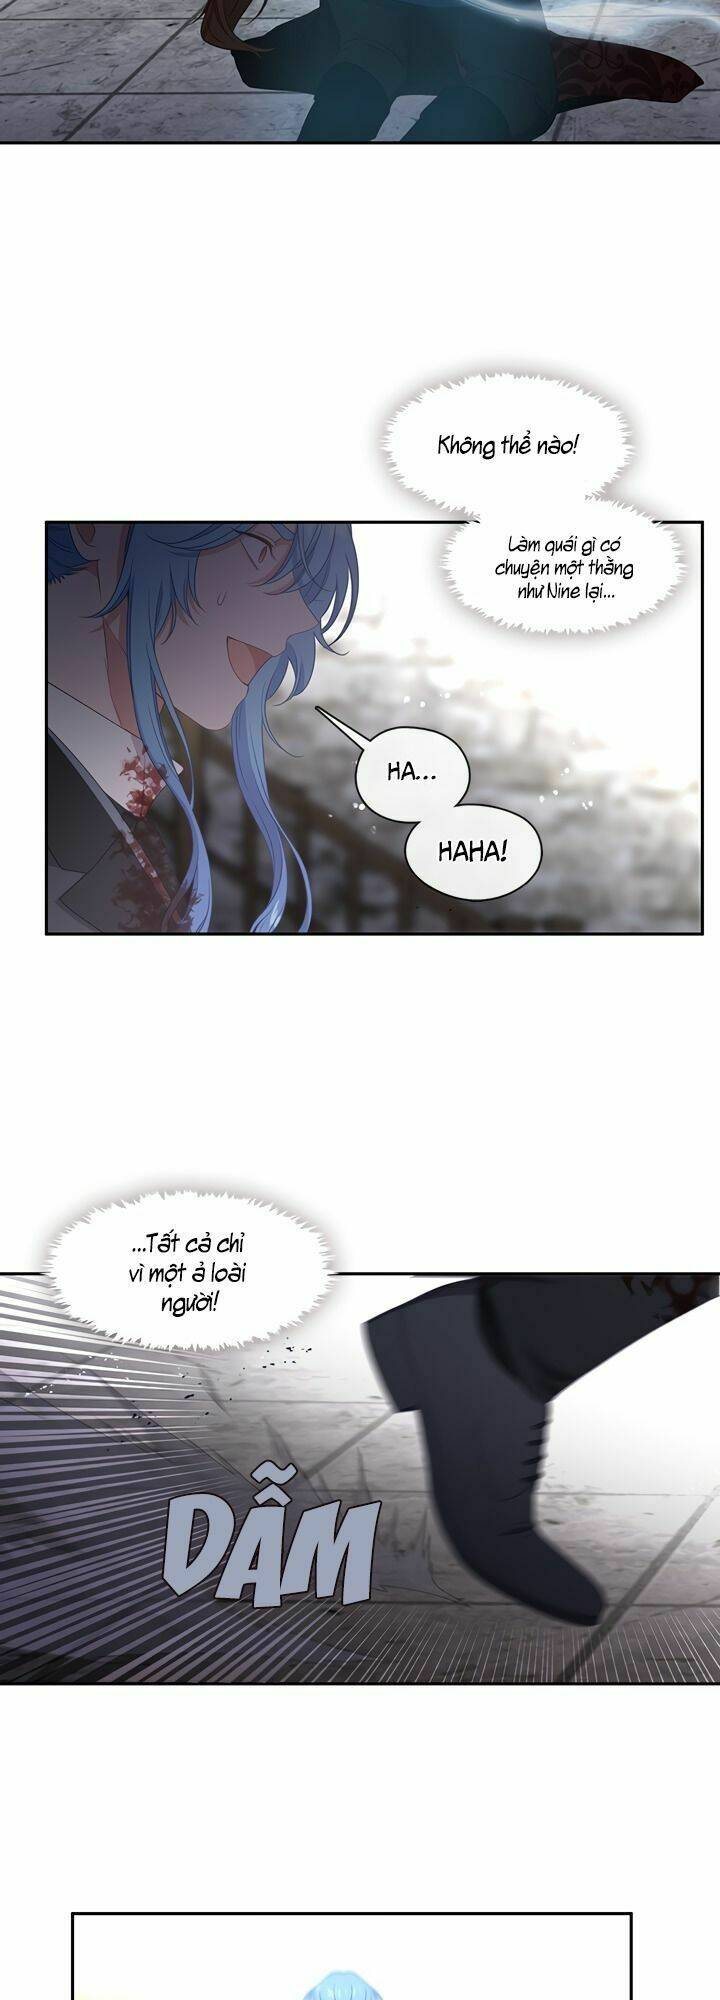 Không thể nào!
Làm quái gì có
chuyện một thằng
như Nine lại...
HA...
HAHA!
...Tất cả chỉ
vì một ả loài
người!
DẪM